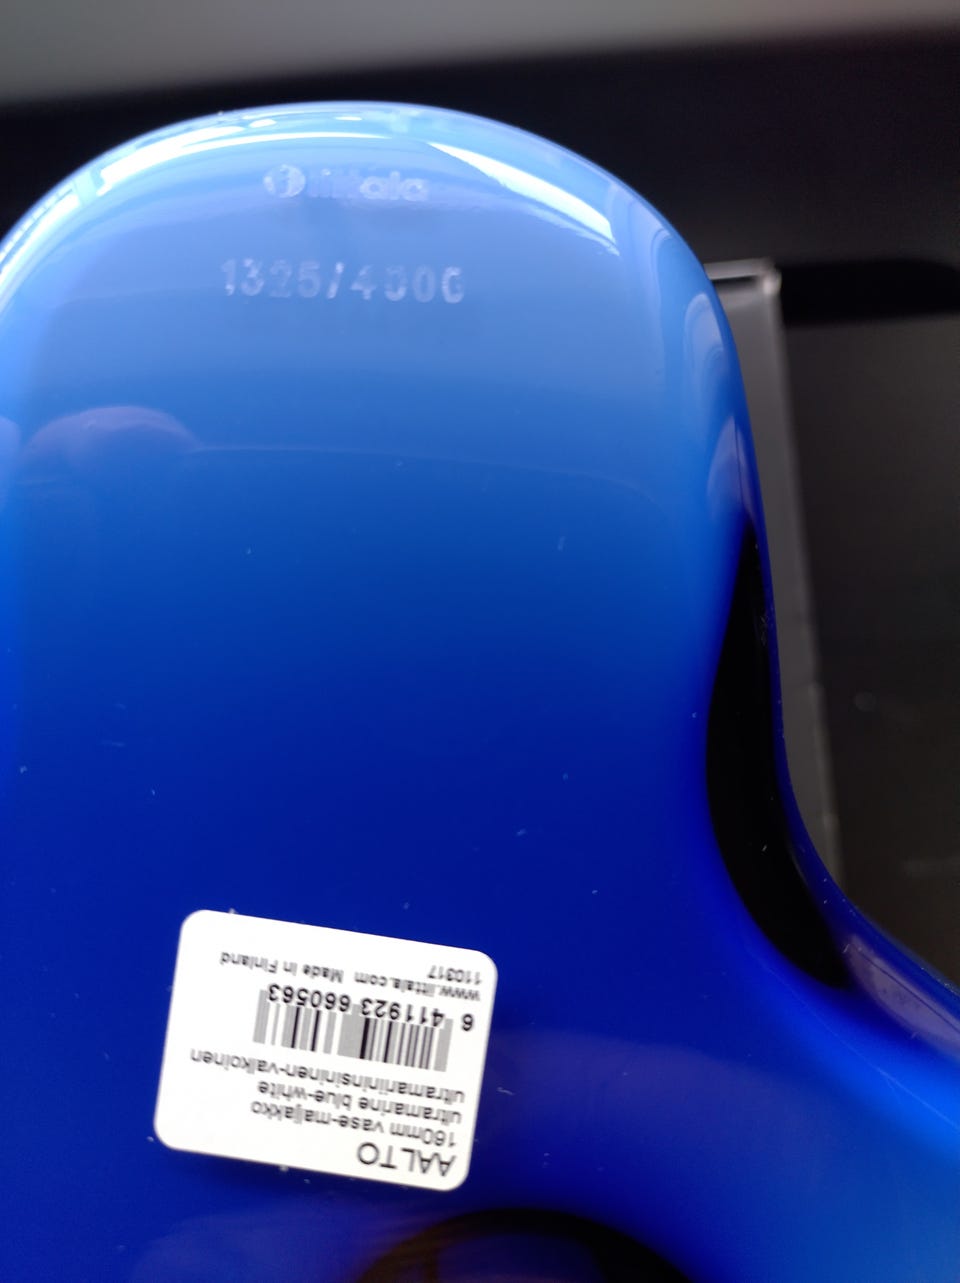 iittala
1325/4000
AALTO
160mm vase-maljakko
ultramarine blue-white
ultramariininsininen-valkoinen
6 411923 660563
www.iittala.com Made in Finland
110317